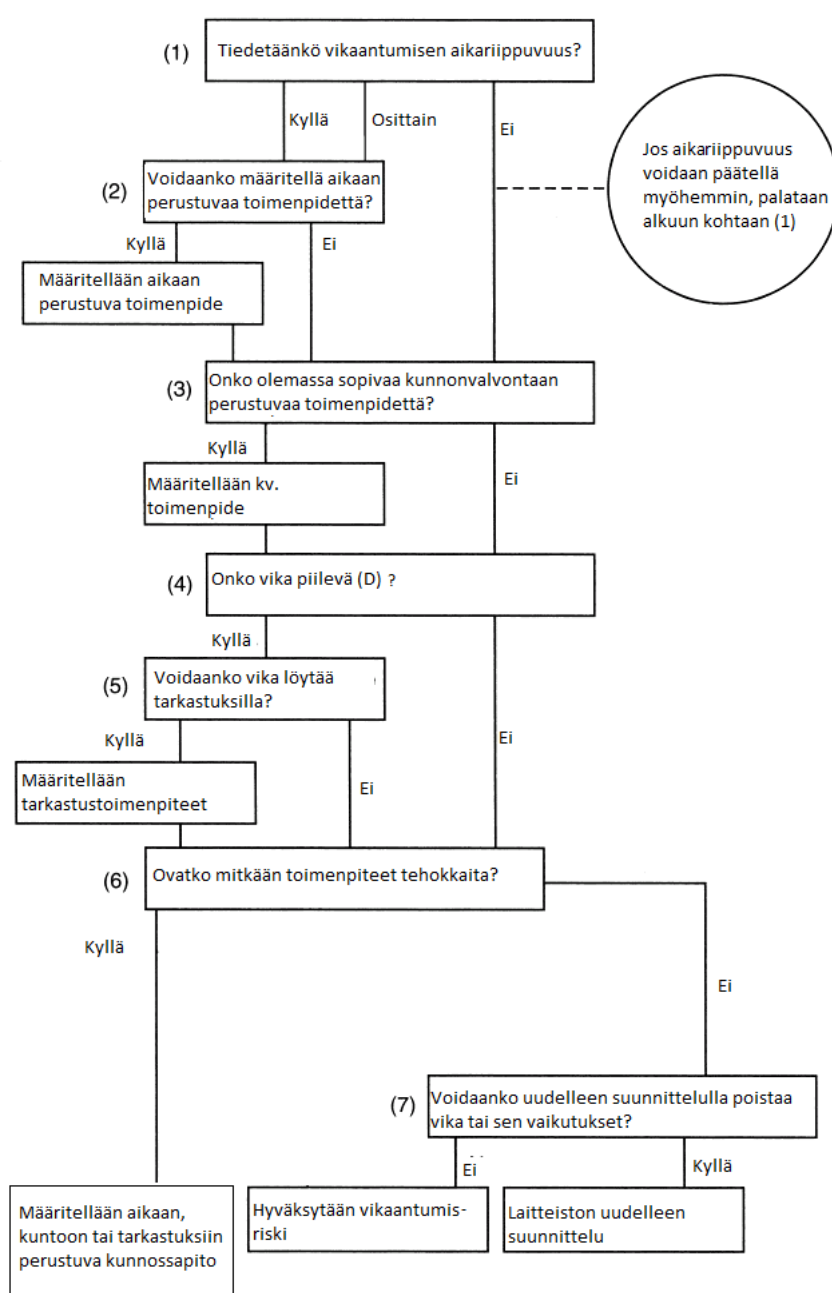 (1)
Tiedetäänkö vikaantumisen aikariippuvuus?
Kyllä
Osittain
Ei
Jos aikariippuvuus
voidaan päätellä
myöhemmin, palataan
alkuun kohtaan (1)
(2)
Voidaanko määritellä aikaan
perustuvaa toimenpidettä?
Kyllä
Ei
Määritellään aikaan
perustuva toimenpide
(3)
Onko olemassa sopivaa kunnonvalvontaan
perustuvaa toimenpidettä?
Kyllä
Ei
Määritellään kv.
toimenpide
(4)
Onko vika piilevä (D) ?
Kyllä
(5)
Voidaanko vika löytää
tarkastuksilla?
Kyllä
Ei
Ei
Määritellään
tarkastustoimenpiteet
(6)
Ovatko mitkään toimenpiteet tehokkaita?
Kyllä
Ei
(7)
Voidaanko uudelleen suunnittelulla poistaa
vika tai sen vaikutukset?
Ei
Kyllä
Määritellään aikaan,
kuntoon tai tarkastuksiin
perustuva kunnossapito
Hyväksytään vikaantumis-
riski
Laitteiston uudelleen
suunnittelu